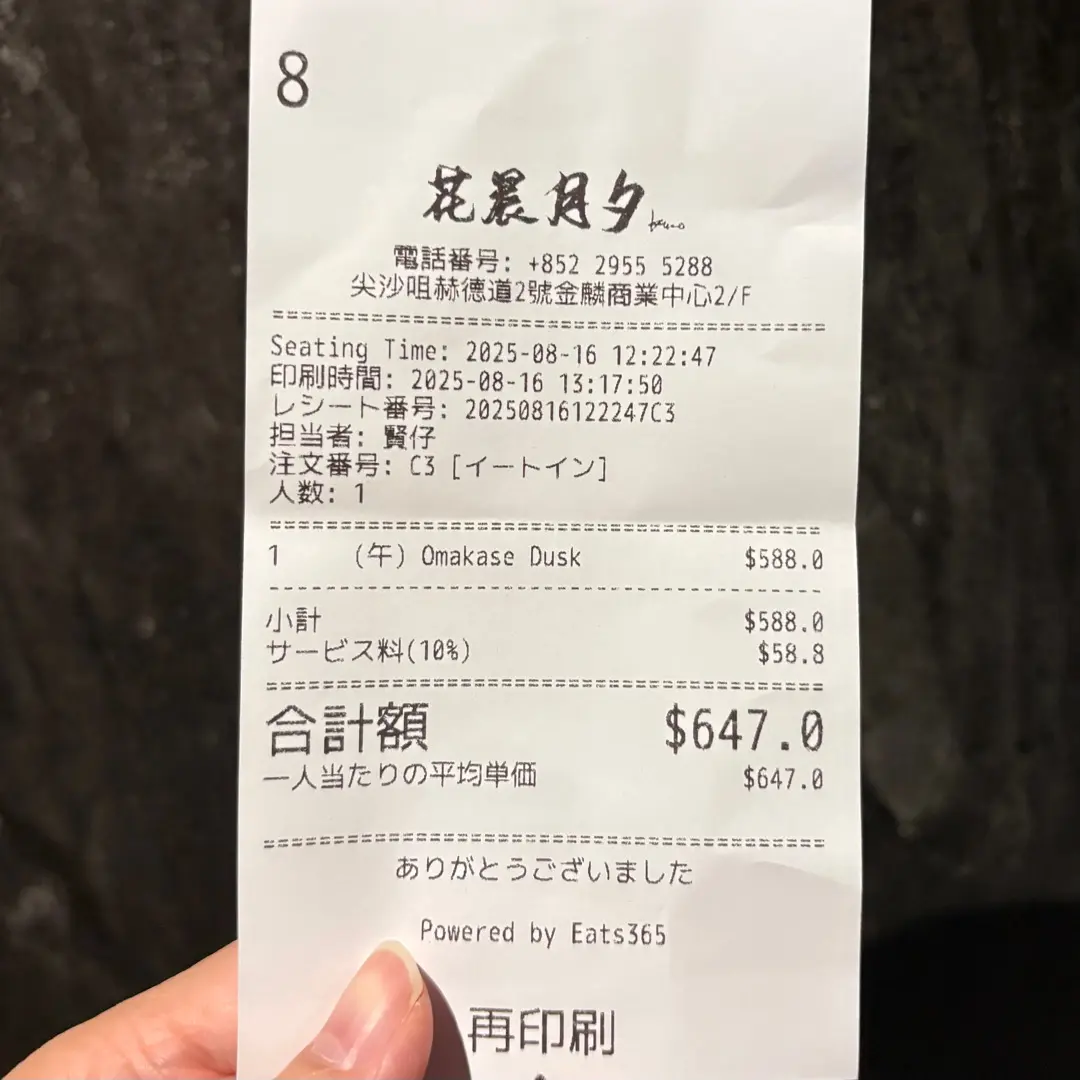 8
花晨月夕
電話番号: +852 2955 5288
尖沙咀赫德道2號金麟商業中心2/F
Seating Time: 2025-08-16 12:22:47
印刷時間: 2025-08-16 13:17:50
レシート番号: 20250816122247C3
担当者: 賢仔
注文番号: C3 [イートイン]
人数: 1
1 (午) Omakase Dusk $588.0
小計 $588.0
サービス料(10%) $58.8
合計額 $647.0
一人当たりの平均単価 $647.0
ありがとうございました
Powered by Eats365
再印刷